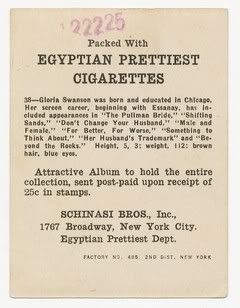 22225
Packed With
EGYPTIAN PRETTIEST
CIGARETTES
38—Gloria Swanson was born and educated in Chicago.
Her screen career, beginning with Essanay, has in-
cluded appearances in "The Pullman Bride," "Shifting
Sands," "Don't Change Your Husband," "Male and
Female," "For Better, For Worse," "Something to
Think About," "Her Husband's Trademark" and "Be-
yond the Rocks." Height, 5, 3; weight, 112; brown
hair, blue eyes.
Attractive Album to hold the entire
collection, sent post-paid upon receipt of
25c in stamps.
SCHINASI BROS., Inc.,
1767 Broadway, New York City.
Egyptian Prettiest Dept.
FACTORY NO. 485, 2ND DIST. NEW YORK